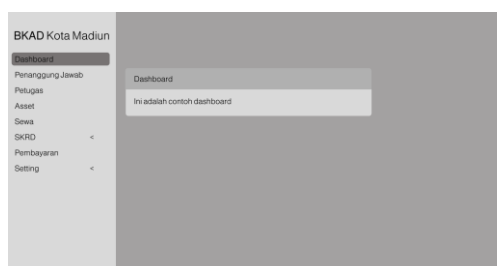 BKAD Kota Madiun
Dashboard
Penanggung Jawab
Petugas
Asset
Sewa
SKRD <
Pembayaran
Setting <
Dashboard
Ini adalah contoh dashboard